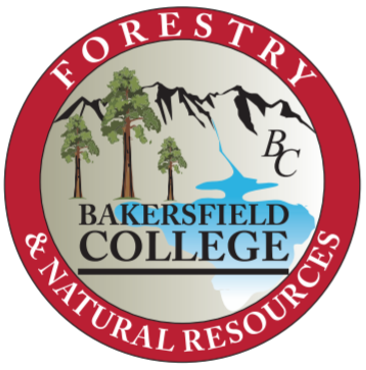 FORESTRY
BC
BAKERSFIELD
COLLEGE
& NATURAL RESOURCES